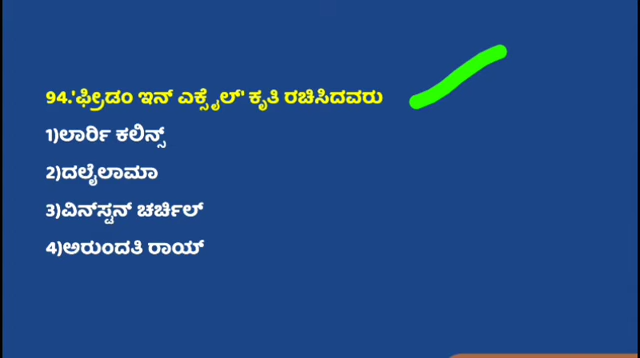 94.'ಫ್ರೀಡಂ ಇನ್ ಎಕ್ಸೈಲ್' ಕೃತಿ ರಚಿಸಿದವರು
1)ಲಾರ್ರಿ ಕಲಿನ್ಸ್
2)ದಲೈಲಾಮಾ
3)ವಿನ್‌ಸ್ಟನ್ ಚರ್ಚಿಲ್
4)ಅರುಂದತಿ ರಾಯ್